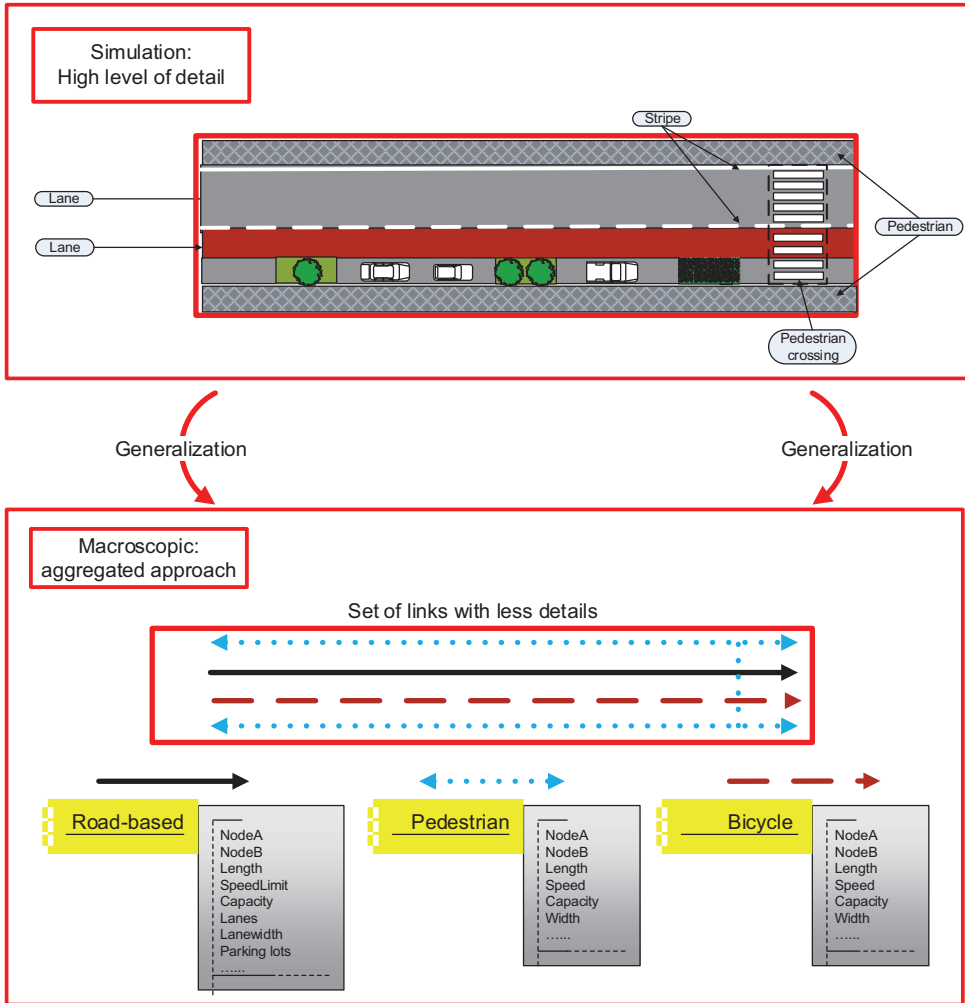 Simulation:
High level of detail
Stripe
Lane
Lane
Pedestrian
Pedestrian
crossing
Generalization
Generalization
Macroscopic:
aggregated approach
Set of links with less details
Road-based
NodeA
NodeB
Length
SpeedLimit
Capacity
Lanes
Lanewidth
Parking lots
…...
Pedestrian
NodeA
NodeB
Length
Speed
Capacity
Width
…...
Bicycle
NodeA
NodeB
Length
Speed
Capacity
Width
…...